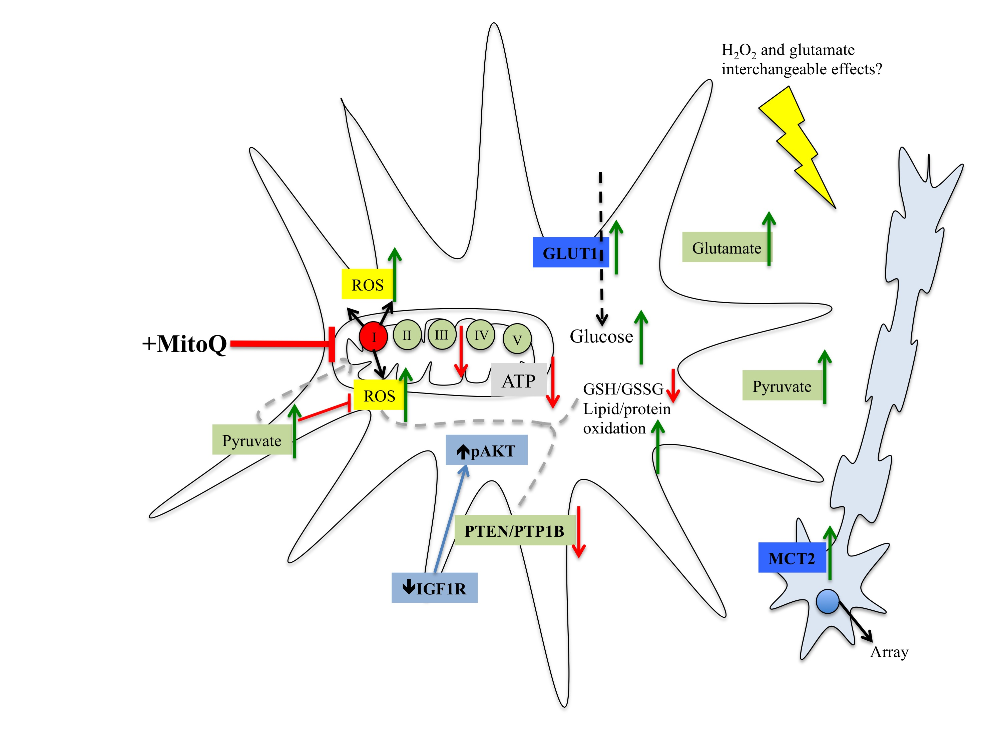 H₂O₂ and glutamate
interchangeable effects?
GLUT1
Glutamate
ROS
I
II
III
IV
V
+MitoQ
Glucose
ATP
GSH/GSSG
Lipid/protein
oxidation
Pyruvate
ROS
Pyruvate
🡅pAKT
PTEN/PTP1B
MCT2
🡇IGF1R
Array